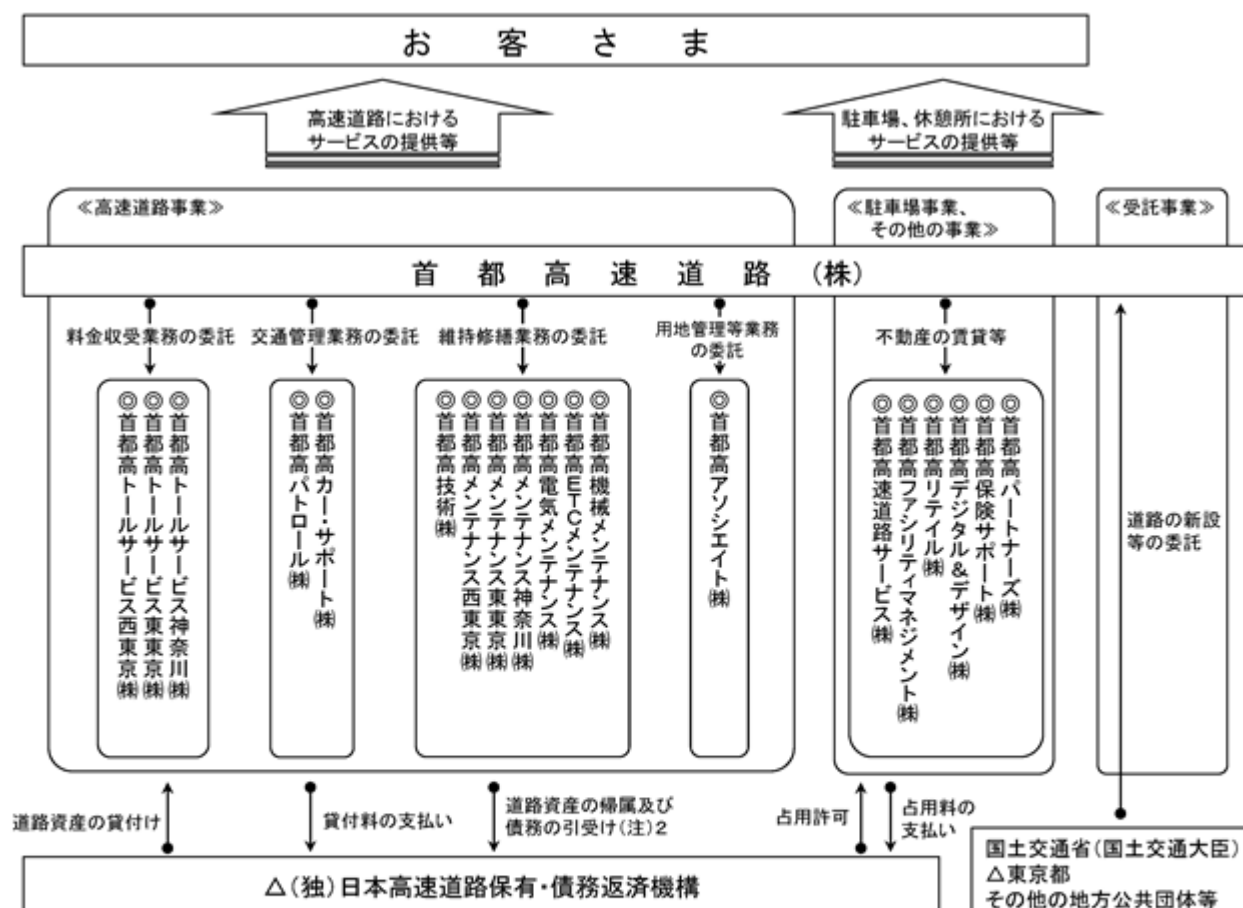 お客さま
高速道路における
サービスの提供等
駐車場、休憩所における
サービスの提供等
≪高速道路事業≫
≪駐車場事業、
その他の事業≫
≪受託事業≫
首都高速道路(株)
料金収受業務の委託
交通管理業務の委託
維持修繕業務の委託
用地管理等業務
の委託
不動産の賃貸等
◎首都高トールサービス西東京㈱
◎首都高トールサービス東東京㈱
◎首都高トールサービス神奈川㈱
◎首都高パトロール㈱
◎首都高カー・サポート㈱
◎首都高技術㈱
◎首都高メンテナンス西東京㈱
◎首都高メンテナンス東東京㈱
◎首都高メンテナンス神奈川㈱
◎首都高電気メンテナンス㈱
◎首都高ETCメンテナンス㈱
◎首都高機械メンテナンス㈱
◎首都高アソシエイト㈱
◎首都高速道路サービス㈱
◎首都高ファシリティマネジメント㈱
◎首都高リテイル㈱
◎首都高デジタル&デザイン㈱
◎首都高保険サポート㈱
◎首都高パートナーズ㈱
道路の新設
等の委託
道路資産の貸付け
貸付料の支払い
道路資産の帰属及び
債務の引受け(注)2
占用許可
占用料の
支払い
△(独)日本高速道路保有・債務返済機構
国土交通省(国土交通大臣)
△東京都
その他の地方公共団体等